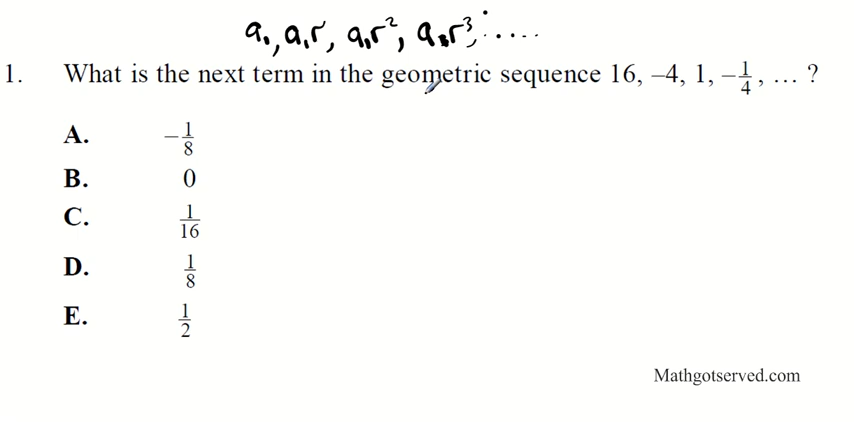 a₁, a₁r, a₁r², a₁r³, ....
1. What is the next term in the geometric sequence 16, –4, 1, –1/4, … ?
A. –1/8
B. 0
C. 1/16
D. 1/8
E. 1/2
Mathgotserved.com